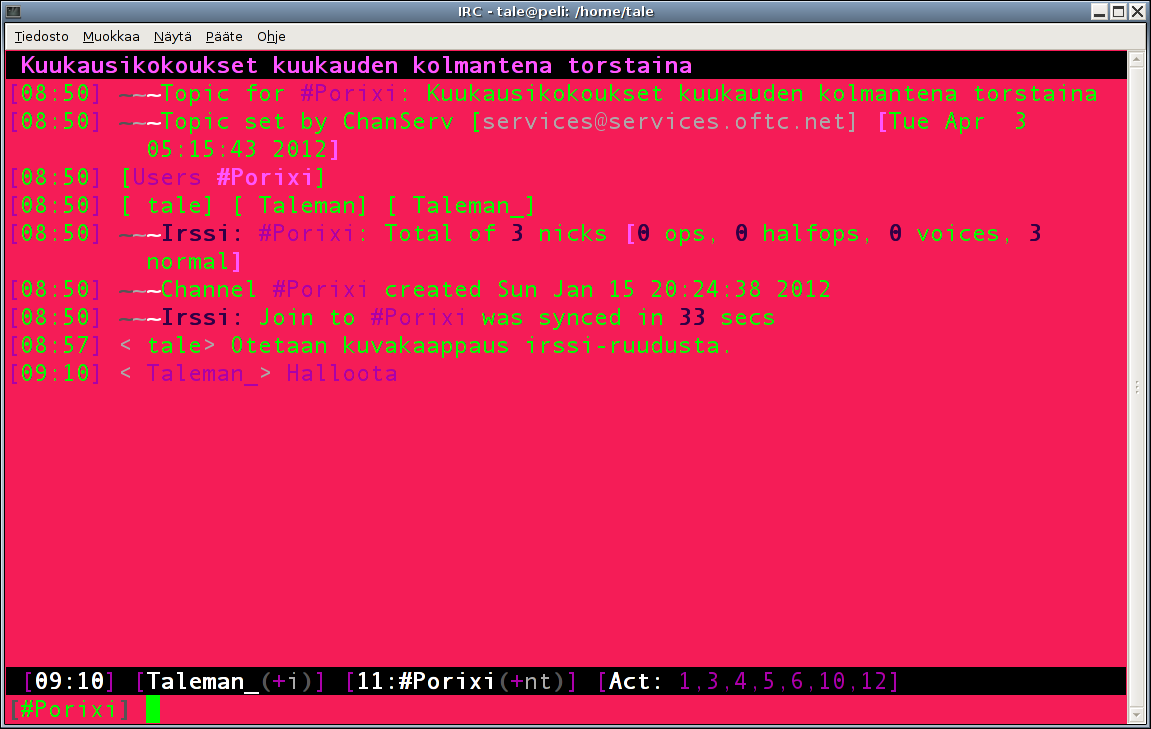 IRC - tale@peli: /home/tale
Tiedosto Muokkaa Näytä Pääte Ohje
Kuukausikokoukset kuukauden kolmantena torstaina
[08:50] ~~~Topic for #Porixi: Kuukausikokoukset kuukauden kolmantena torstaina
[08:50] ~~~Topic set by ChanServ [services@services.oftc.net] [Tue Apr  3
05:15:43 2012]
[08:50] [Users #Porixi]
[08:50] [ tale] [ Taleman] [ Taleman_]
[08:50] ~~~Irssi: #Porixi: Total of 3 nicks [0 ops, 0 halfops, 0 voices, 3
normal]
[08:50] ~~~Channel #Porixi created Sun Jan 15 20:24:38 2012
[08:50] ~~~Irssi: Join to #Porixi was synced in 33 secs
[08:57] < tale> Otetaan kuvakaappaus irssi-ruudusta.
[09:10] < Taleman_> Halloota
[09:10] [Taleman_(+i)] [11:#Porixi(+nt)] [Act: 1,3,4,5,6,10,12]
[#Porixi]